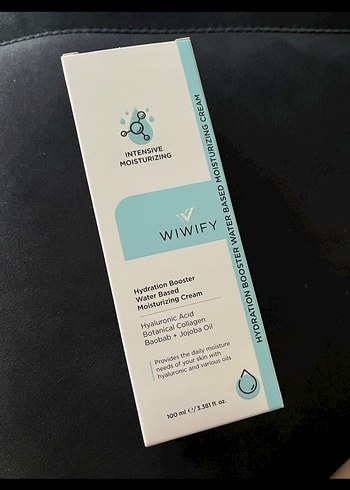 INTENSIVE
MOISTURIZING
WIWIFY
Hydration Booster
Water Based
Moisturizing Cream
Hyaluronic Acid
Botanical Collagen
Baobab + Jojoba Oil
Provides the daily moisture
needs of your skin with
hyaluronic and various oils
100 ml ℮/3.381 fl. oz.
HYDRATION BOOSTER WATER BASED MOISTURIZING CREAM